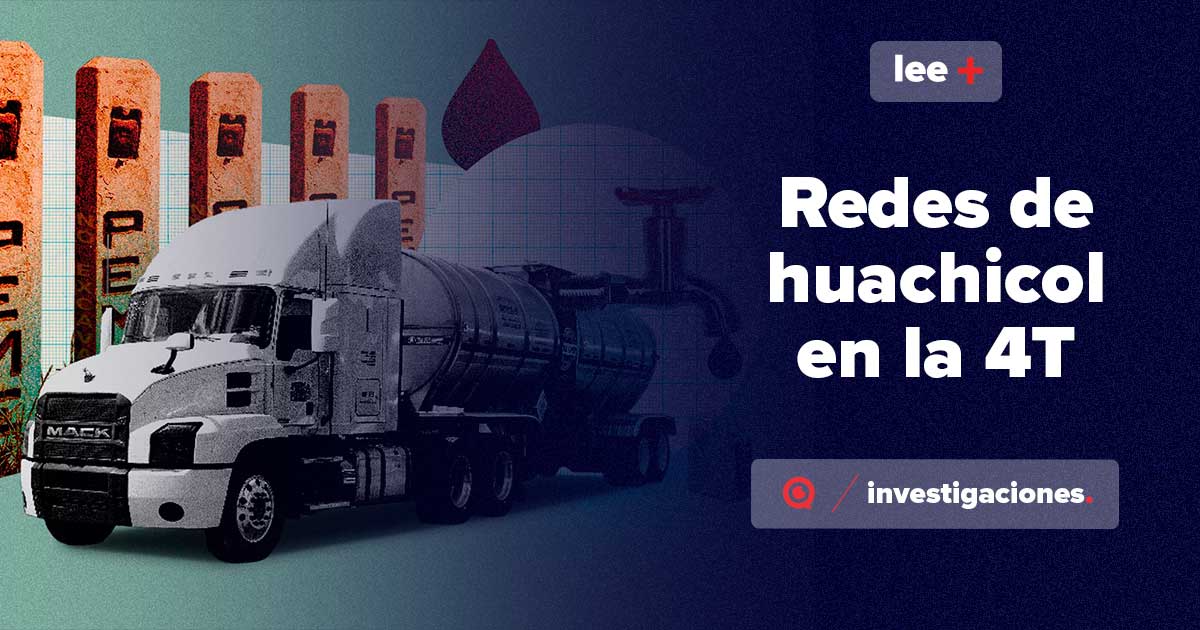 lee +
Redes de
huachicol
en la 4T
investigaciones.
MACK
P
E
M
P
E
M